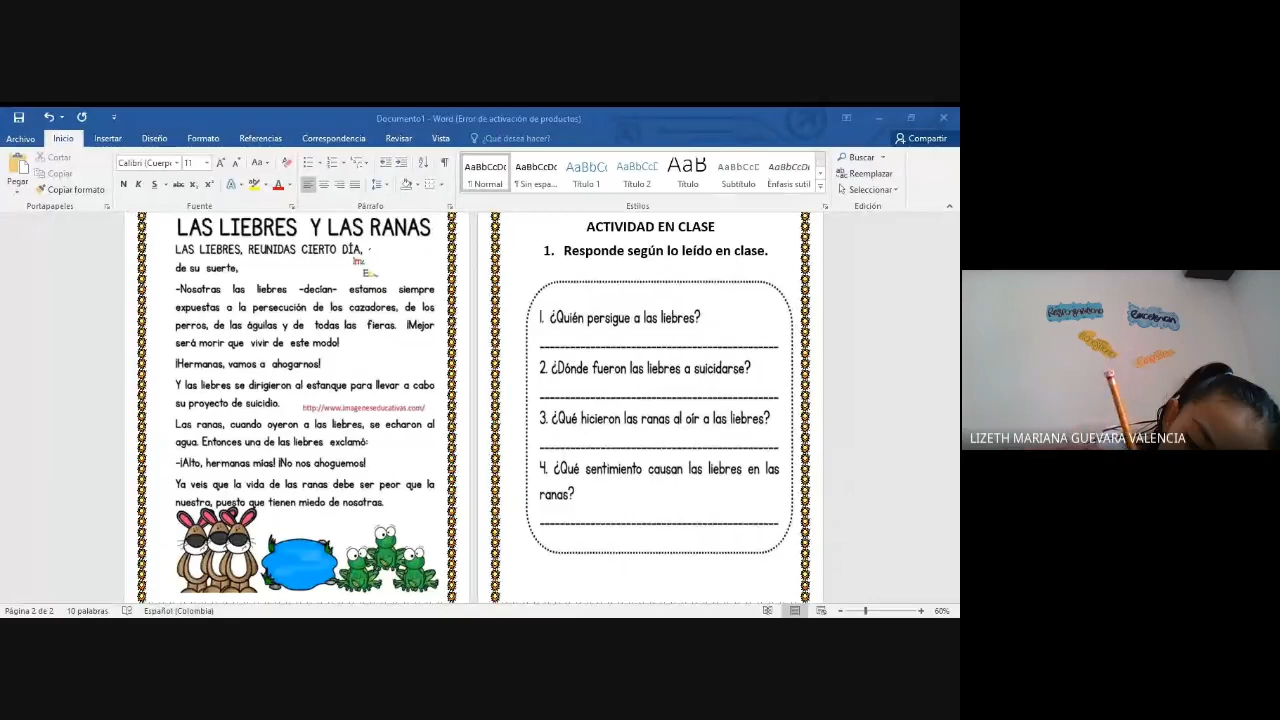 Documento1 - Word (Error de activación de productos)
Archivo Inicio Insertar Diseño Formato Referencias Correspondencia Revisar Vista ¿Qué desea hacer? Compartir
Pegar
Cortar
Copiar
Copiar formato
Portapapeles
Calibri (Cuerpo 11
Fuente
Párrafo
AaBbCcDc AaBbCcDc AaBbCc AaBbCcD AaB AaBbCcD AaBbCcDc
¶ Normal ¶ Sin espa... Título 1 Título 2 Título Subtítulo Énfasis sutil
Estilos
Buscar
Reemplazar
Seleccionar
Edición
LAS LIEBRES Y LAS RANAS
LAS LIEBRES, REUNIDAS CIERTO DÍA,
de su suerte,
-Nosotras las liebres -decían- estamos siempre
expuestas a la persecución de los cazadores, de los
perros, de las águilas y de todas las fieras. ¡Mejor
será morir que vivir de este modo!
¡Hermanas, vamos a ahogarnos!
Y las liebres se dirigieron al estanque para llevar a cabo
su proyecto de suicidio. http://www.imageneseducativas.com/
Las ranas, cuando oyeron a las liebres, se echaron al
agua. Entonces una de las liebres exclamó:
-¡Alto, hermanas mías! ¡No nos ahoguemos!
Ya veis que la vida de las ranas debe ser peor que la
nuestra, puesto que tienen miedo de nosotras.
ACTIVIDAD EN CLASE
1. Responde según lo leído en clase.
1. ¿Quién persigue a las liebres?
2. ¿Dónde fueron las liebres a suicidarse?
3. ¿Qué hicieron las ranas al oír a las liebres?
4. ¿Qué sentimiento causan las liebres en las
ranas?
Página 2 de 2 10 palabras Español (Colombia) 60%
LIZETH MARIANA GUEVARA VALENCIA